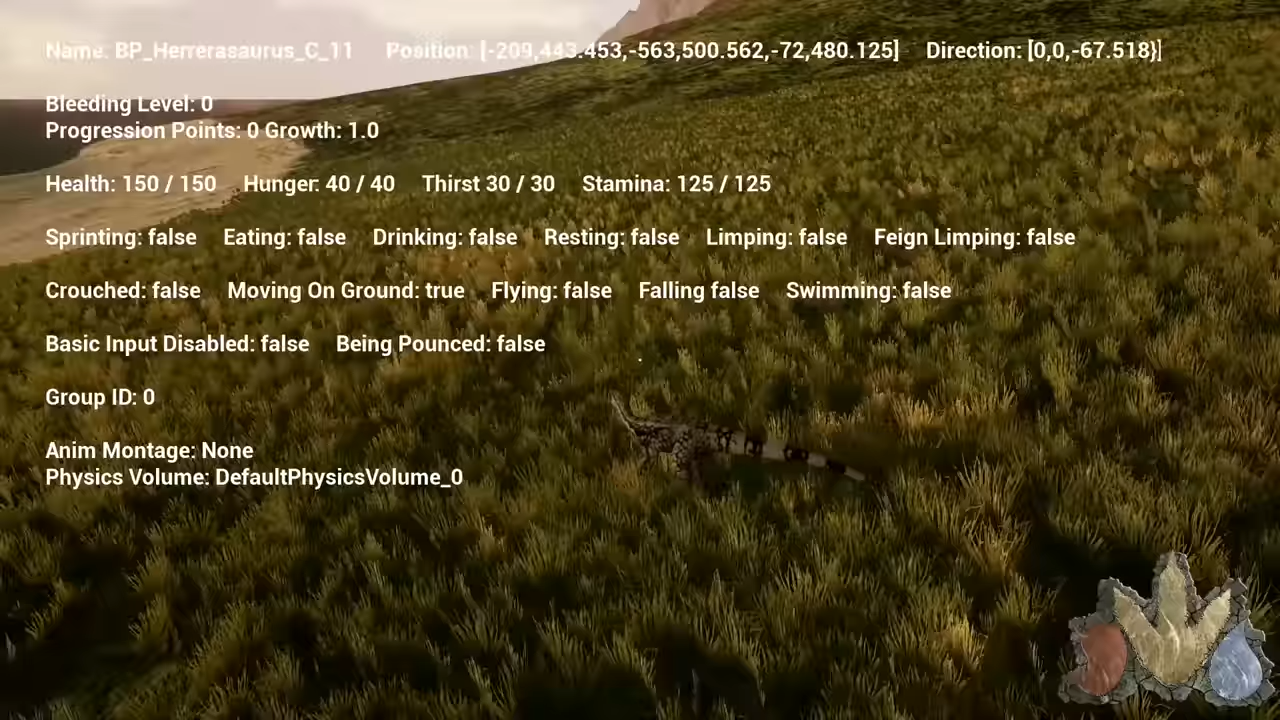 Name: BP_Herrerasaurus_C_11 Position: [-209,443.453,-563,500.562,-72,480.125] Direction: [0,0,-67.518}]
Bleeding Level: 0
Progression Points: 0 Growth: 1.0
Health: 150 / 150 Hunger: 40 / 40 Thirst 30 / 30 Stamina: 125 / 125
Sprinting: false Eating: false Drinking: false Resting: false Limping: false Feign Limping: false
Crouched: false Moving On Ground: true Flying: false Falling false Swimming: false
Basic Input Disabled: false Being Pounced: false
Group ID: 0
Anim Montage: None
Physics Volume: DefaultPhysicsVolume_0